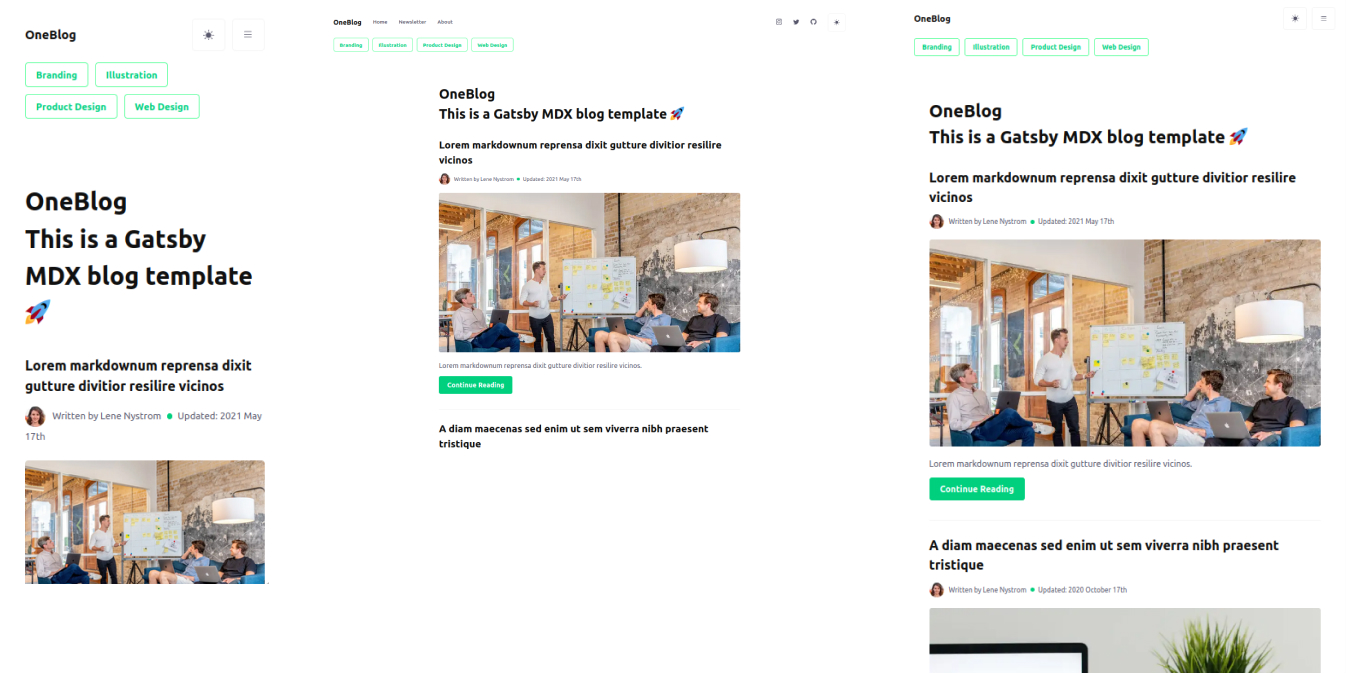 OneBlog
Branding
Illustration
Product Design
Web Design
OneBlog
This is a Gatsby
MDX blog template
🚀
Lorem markdownum reprensa dixit
gutture divitior resilire vicinos
Written by Lene Nystrom
Updated: 2021 May
17th
OneBlog
Home
Newsletter
About
Branding
Illustration
Product Design
Web Design
OneBlog
This is a Gatsby MDX blog template 🚀
Lorem markdownum reprensa dixit gutture divitior resilire
vicinos
Written by Lene Nystrom
Updated: 2021 May 17th
Lorem markdownum reprensa dixit gutture divitior resilire vicinos.
Continue Reading
A diam maecenas sed enim ut sem viverra nibh praesent
tristique
OneBlog
Branding
Illustration
Product Design
Web Design
OneBlog
This is a Gatsby MDX blog template 🚀
Lorem markdownum reprensa dixit gutture divitior resilire
vicinos
Written by Lene Nystrom
Updated: 2021 May 17th
Lorem markdownum reprensa dixit gutture divitior resilire vicinos.
Continue Reading
A diam maecenas sed enim ut sem viverra nibh praesent
tristique
Written by Lene Nystrom
Updated: 2020 October 17th